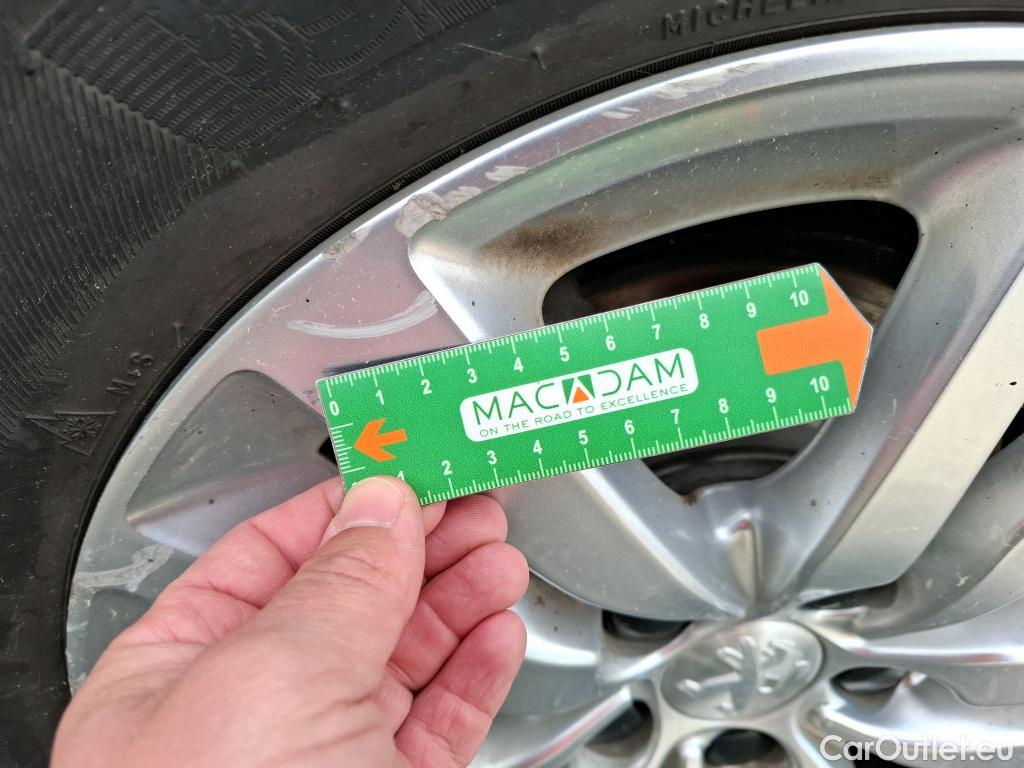 MICHELIN
M+S
0 1 2 3 4 5 6 7 8 9 10
MACADAM
ON THE ROAD TO EXCELLENCE
1 2 3 4 5 6 7 8 9 10
CarOutlet.eu